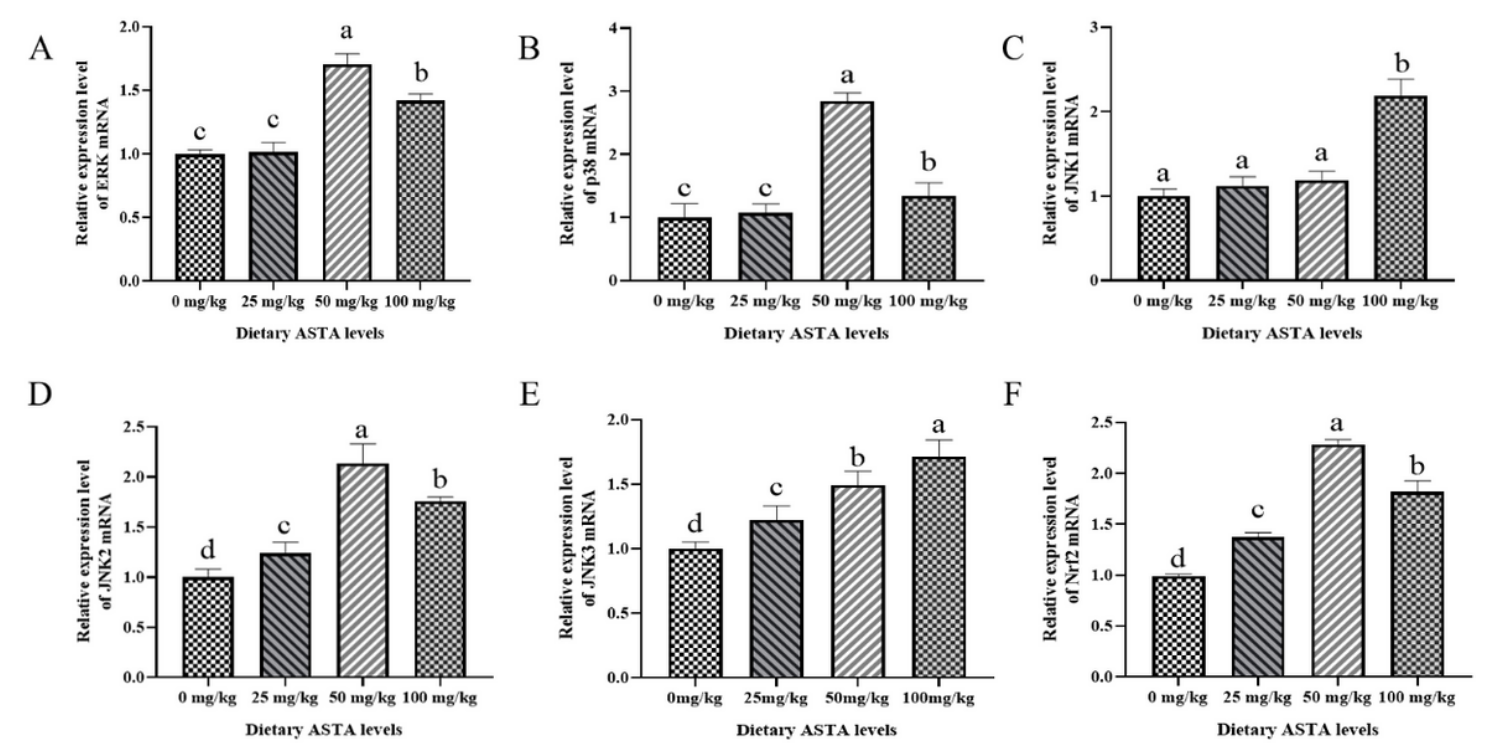 A
Relative expression level
of ERK mRNA
2.0
1.5
1.0
0.5
0.0
c
c
a
b
0 mg/kg 25 mg/kg 50 mg/kg 100 mg/kg
Dietary ASTA levels
B
Relative expression level
of p38 mRNA
4
3
2
1
0
c
c
a
b
0 mg/kg 25 mg/kg 50 mg/kg 100 mg/kg
Dietary ASTA levels
C
Relative expression level
of JNK1 mRNA
3
2
1
0
a
a
a
b
0 mg/kg 25 mg/kg 50 mg/kg 100 mg/kg
Dietary ASTA levels
D
Relative expression level
of JNK2 mRNA
2.5
2.0
1.5
1.0
0.5
0.0
d
c
a
b
0 mg/kg 25 mg/kg 50 mg/kg 100 mg/kg
Dietary ASTA levels
E
Relative expression level
of JNK3 mRNA
2.0
1.5
1.0
0.5
0.0
d
c
b
a
0mg/kg 25mg/kg 50mg/kg 100mg/kg
Dietary ASTA levels
F
Relative expression level
of Nrf2 mRNA
2.5
2.0
1.5
1.0
0.5
0.0
d
c
a
b
0 mg/kg 25 mg/kg 50 mg/kg 100 mg/kg
Dietary ASTA levels